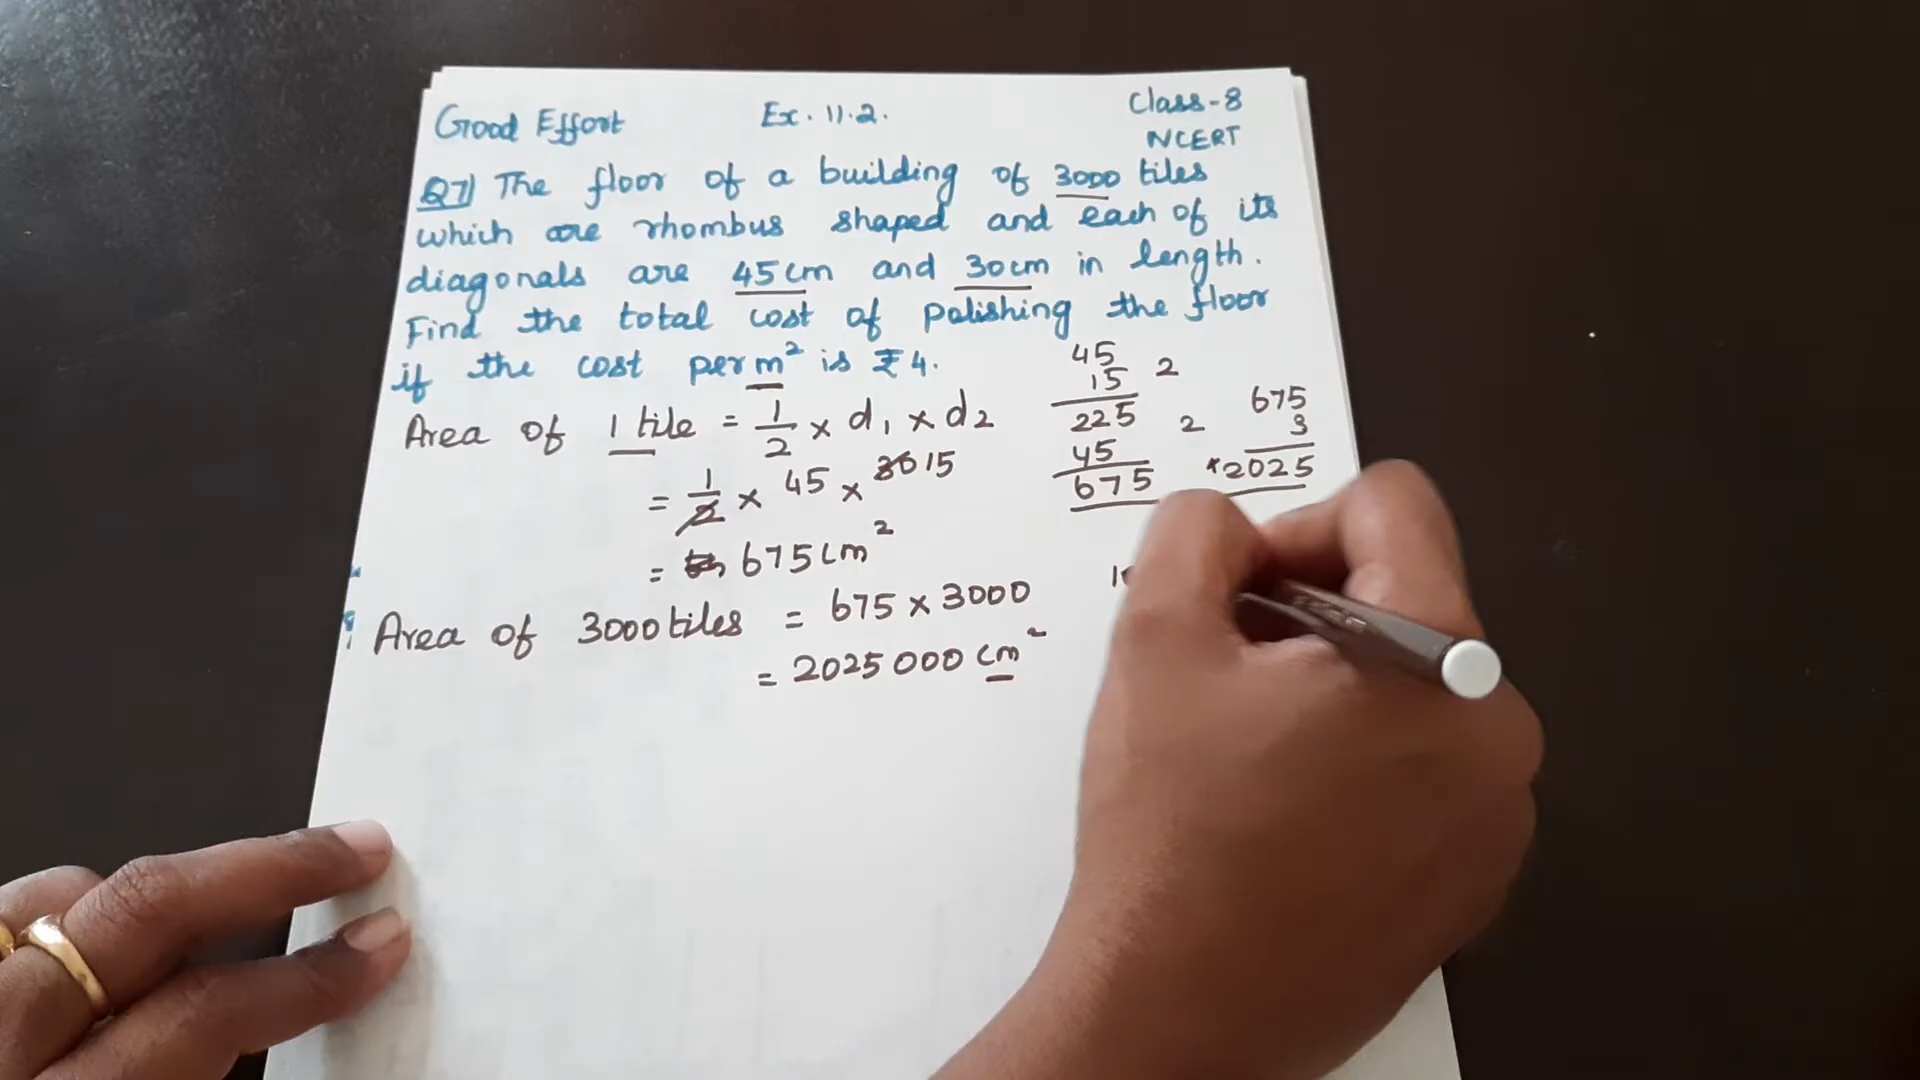 Good Effort Ex. 11.2. Class-8
NCERT
Q7) The floor of a building of 3000 tiles
which are rhombus shaped and each of its
diagonals are 45cm and 30cm in length.
Find the total cost of polishing the floor
if the cost per m² is ₹4.
Area of 1 tile = 1/2 × d₁ × d₂
= 1/2 × 45 × 30 15
= 675cm²
Area of 3000 tiles = 675 × 3000
= 2025000 cm²
45
15 2
225
45 2
675
675
3
2025